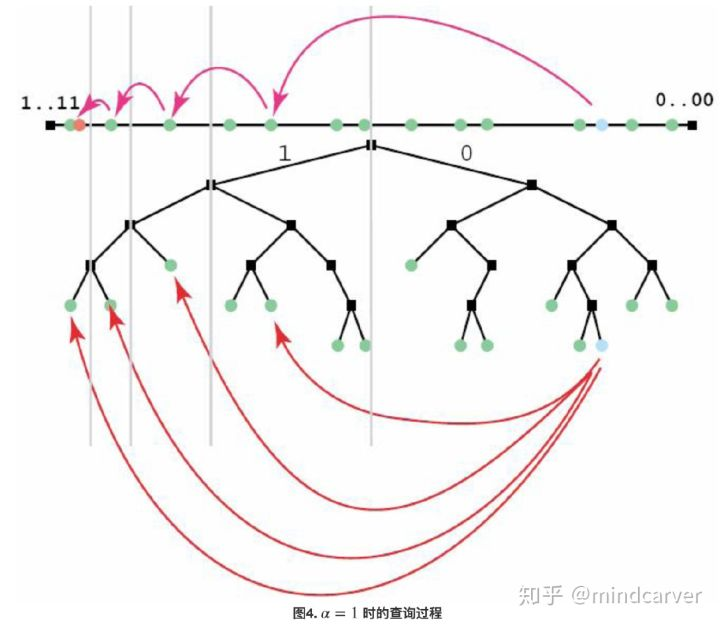 1..11
0..00
1
0
知乎 @mindcarver
图4. α = 1 时的查询过程